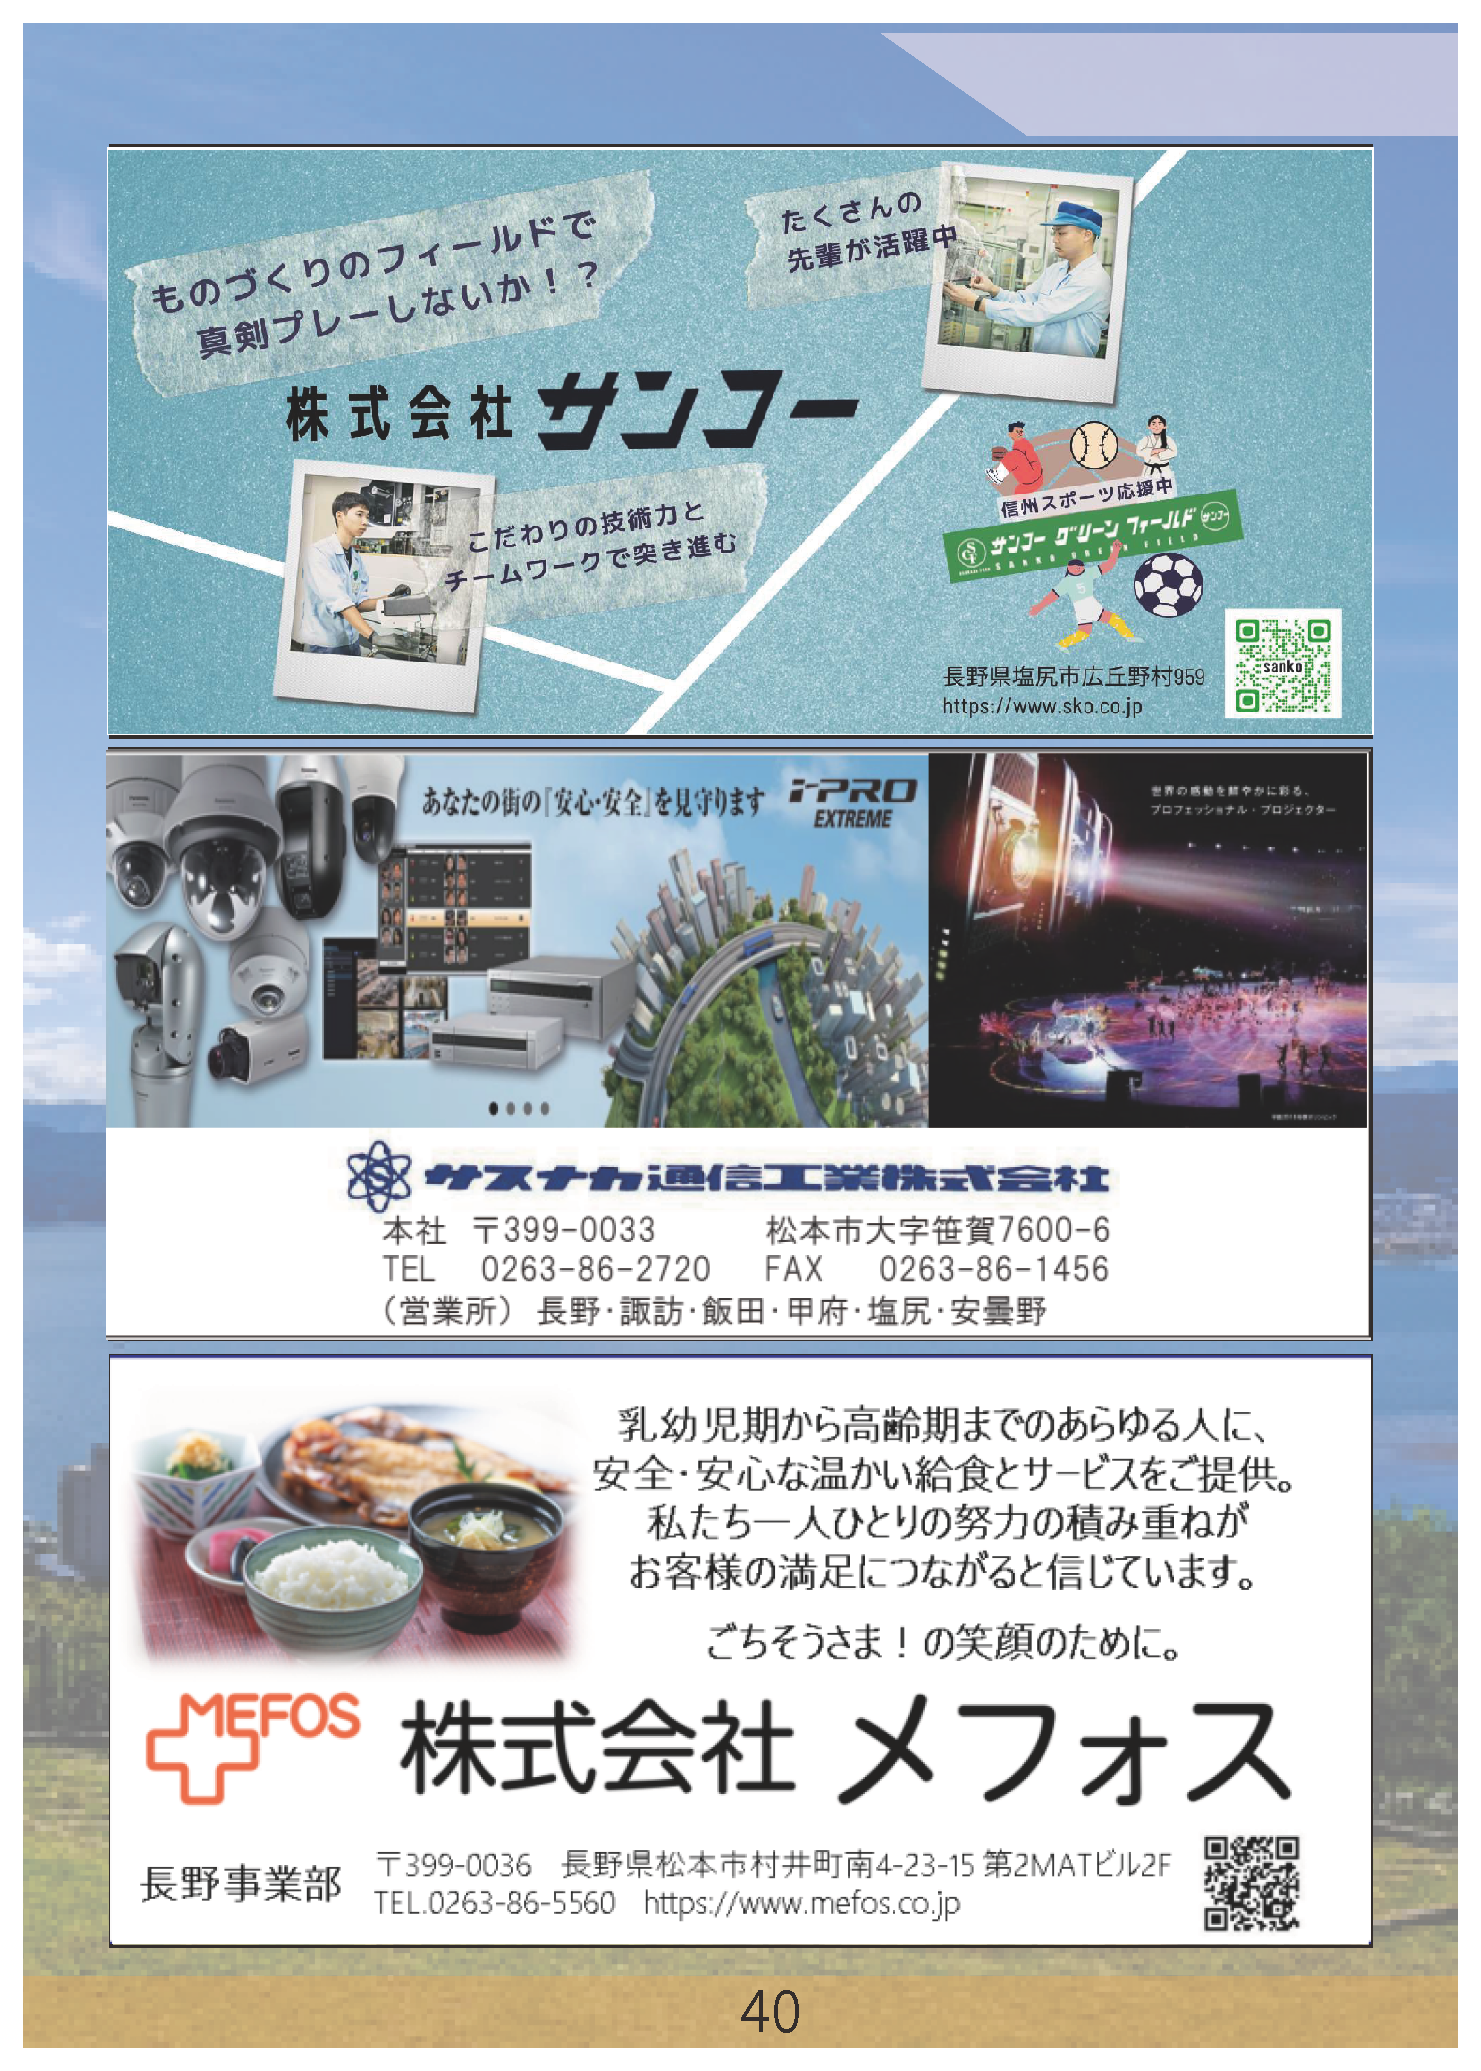 ものづくりのフィールドで
真剣プレーしないか！？
たくさんの
先輩が活躍中
株式会社 サンコー
こだわりの技術力と
チームワークで突き進む
信州スポーツ応援中
サンコー グリーン フィールド サンコー
SANKO GREEN FIELD
長野県塩尻市広丘野村959
https://www.sko.co.jp
sanko
あなたの街の『安心・安全』を見守ります
i-PRO
EXTREME
世界の感動を鮮やかに彩る、
プロフェッショナル・プロジェクター
サスナカ通信工業株式会社
本社 〒399-0033 松本市大字笹賀7600-6
TEL 0263-86-2720 FAX 0263-86-1456
（営業所） 長野・諏訪・飯田・甲府・塩尻・安曇野
乳幼児期から高齢期までのあらゆる人に、
安全・安心な温かい給食とサービスをご提供。
私たち一人ひとりの努力の積み重ねが
お客様の満足につながると信じています。
ごちそうさま！の笑顔のために。
MEFOS 株式会社 メフォス
長野事業部
〒399-0036 長野県松本市村井町南4-23-15 第2MATビル2F
TEL.0263-86-5560 https://www.mefos.co.jp
40